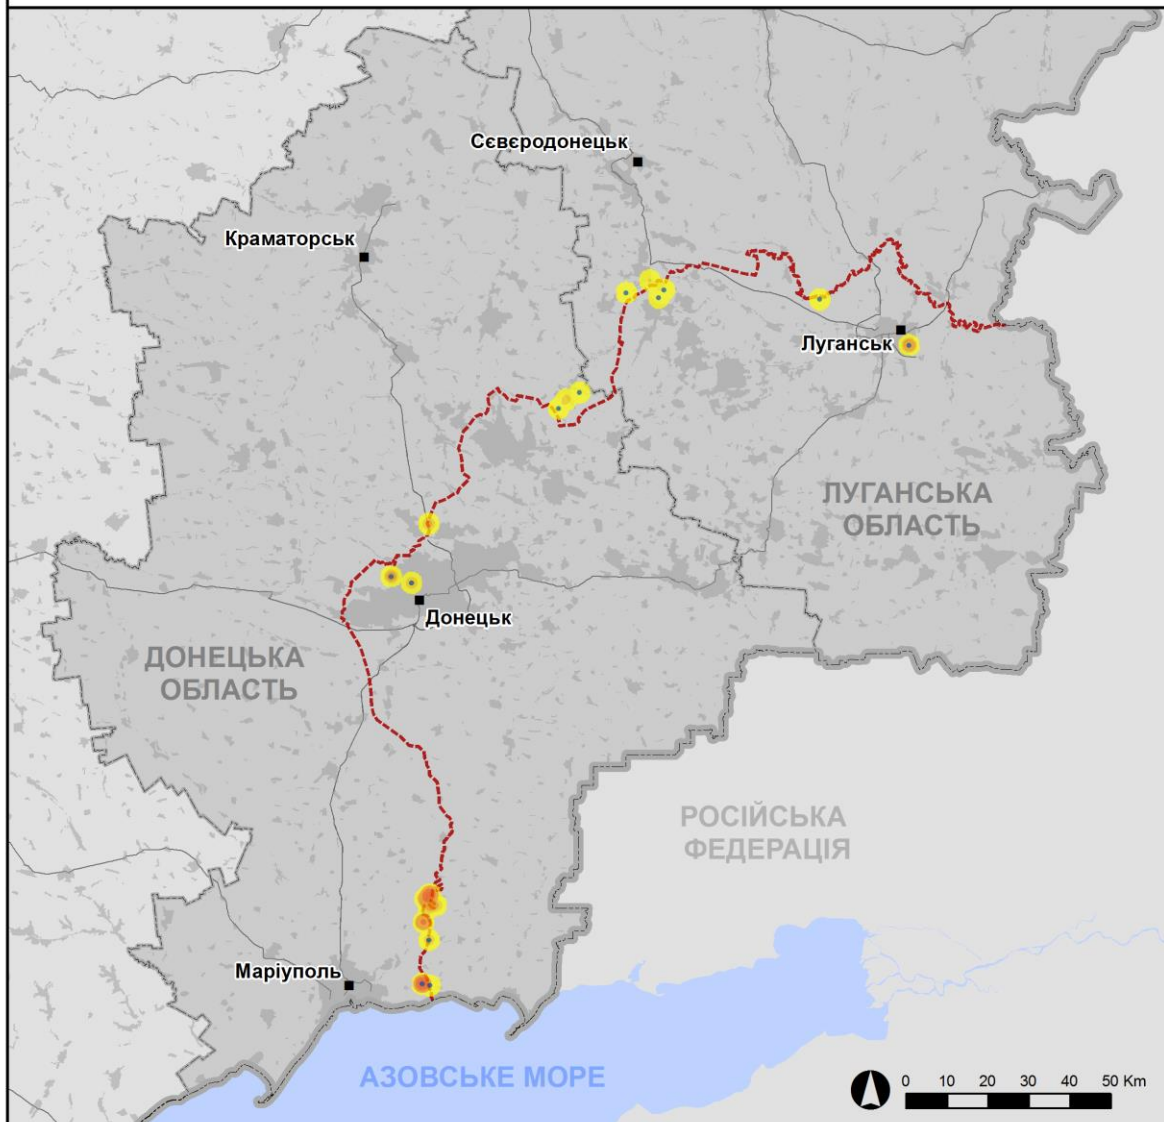 Сєвєродонецьк
Краматорськ
Луганськ
ЛУГАНСЬКА
ОБЛАСТЬ
Донецьк
ДОНЕЦЬКА
ОБЛАСТЬ
РОСІЙСЬКА
ФЕДЕРАЦІЯ
Маріуполь
АЗОВСЬКЕ МОРЕ
0 10 20 30 40 50 Km